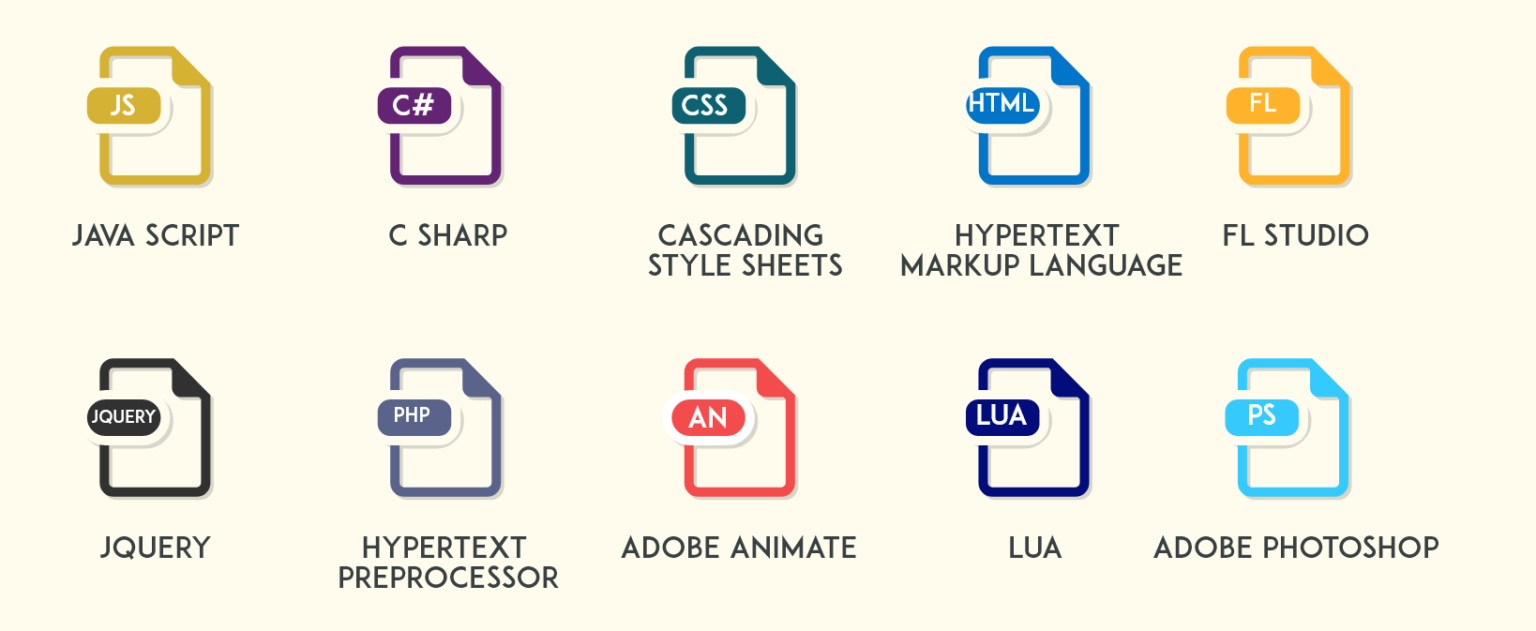 JS
C#
CSS
HTML
FL
JAVA SCRIPT
C SHARP
CASCADING
STYLE SHEETS
HYPERTEXT
MARKUP LANGUAGE
FL STUDIO
JQUERY
PHP
AN
LUA
PS
JQUERY
HYPERTEXT
PREPROCESSOR
ADOBE ANIMATE
LUA
ADOBE PHOTOSHOP